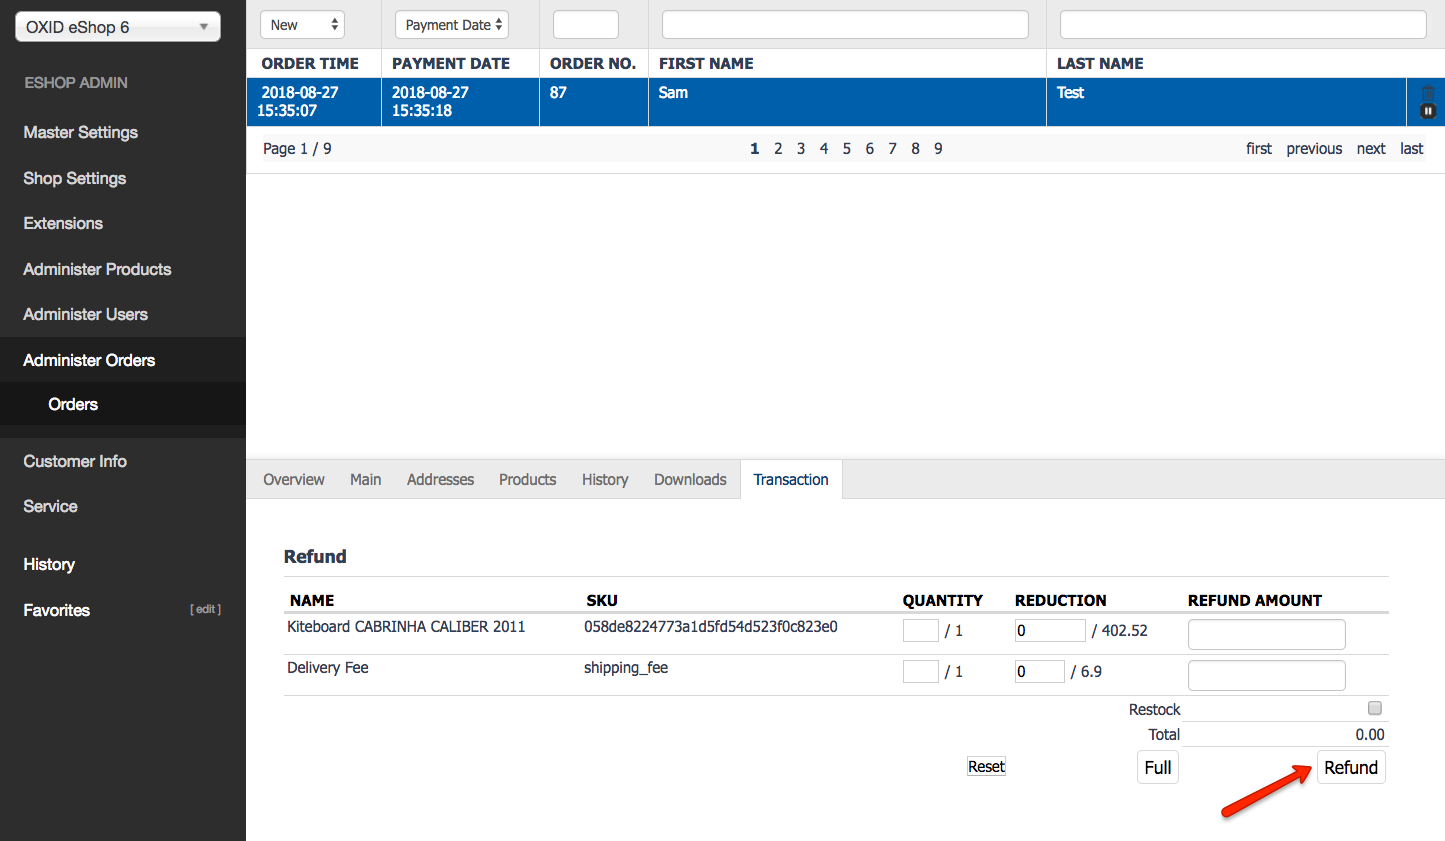 OXID eShop 6
ESHOP ADMIN
Master Settings
Shop Settings
Extensions
Administer Products
Administer Users
Administer Orders
Orders
Customer Info
Service
History
Favorites [ edit ]
New Payment Date
ORDER TIME PAYMENT DATE ORDER NO. FIRST NAME LAST NAME
2018-08-27 2018-08-27 87 Sam Test
15:35:07 15:35:18
Page 1 / 9 1 2 3 4 5 6 7 8 9 first previous next last
Overview Main Addresses Products History Downloads Transaction
Refund
NAME SKU QUANTITY REDUCTION REFUND AMOUNT
Kiteboard CABRINHA CALIBER 2011 058de8224773a1d5fd54d523f0c823e0 / 1 0 / 402.52
Delivery Fee shipping_fee / 1 0 / 6.9
Restock
Total 0.00
Reset Full Refund